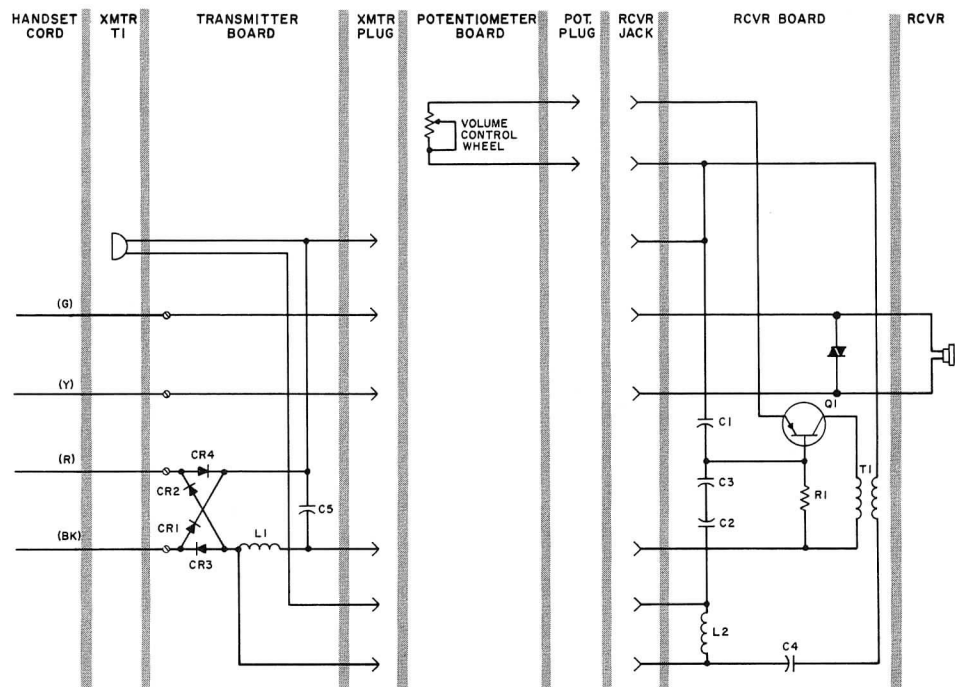 HANDSET CORD
XMTR T1
TRANSMITTER BOARD
XMTR PLUG
POTENTIOMETER BOARD
POT. PLUG
RCVR JACK
RCVR BOARD
RCVR
VOLUME
CONTROL
WHEEL
(G)
(Y)
(R)
(BK)
CR4
CR2
CR1
CR3
L1
C5
Q1
C1
C3
R1
T1
C2
L2
C4